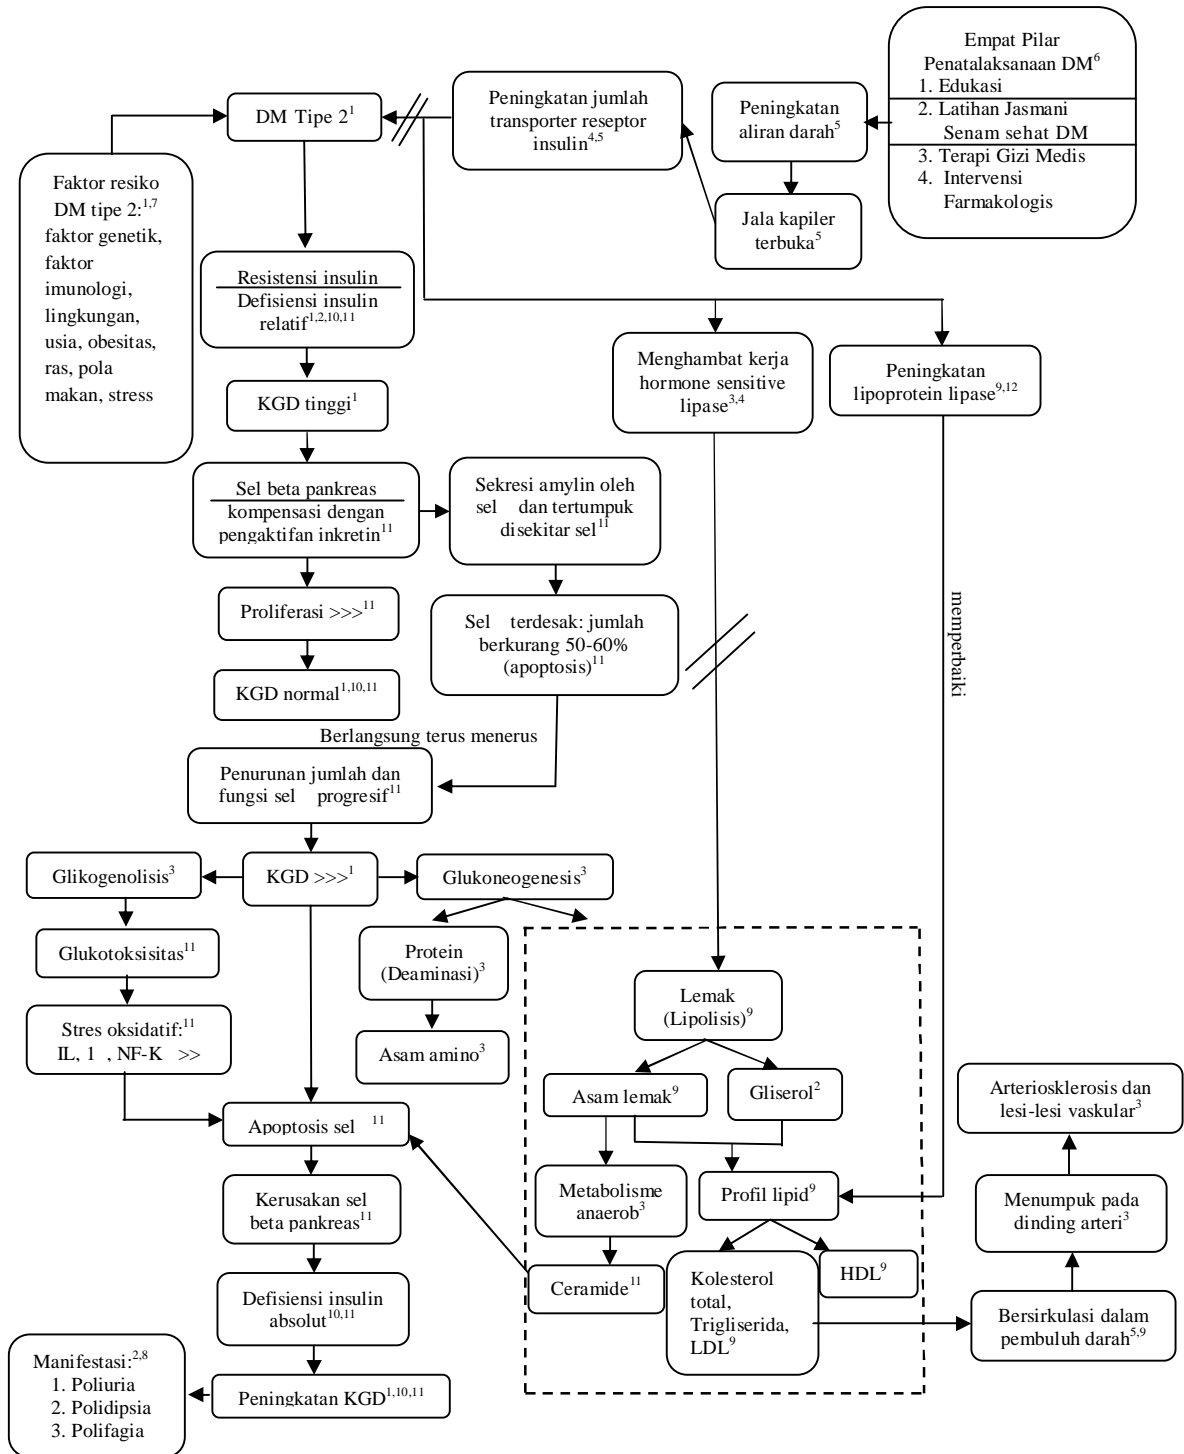 Empat Pilar
Penatalaksanaan DM6
1. Edukasi
2. Latihan Jasmani
Senam sehat DM
3. Terapi Gizi Medis
4. Intervensi
Farmakologis
Peningkatan
aliran darah5
Jala kapiler
terbuka5
Peningkatan jumlah
transporter reseptor
insulin4,5
DM Tipe 21
Faktor resiko
DM tipe 2:1,7
faktor genetik,
faktor
imunologi,
lingkungan,
usia, obesitas,
ras, pola
makan, stress
Resistensi insulin
Defisiensi insulin
relatif1,2,10,11
KGD tinggi1
Menghambat kerja
hormone sensitive
lipase3,4
Peningkatan
lipoprotein lipase9,12
Sel beta pankreas
kompensasi dengan
pengaktifan inkretin11
Sekresi amylin oleh
sel dan tertumpuk
disekitar sel11
Proliferasi >>>11
Sel terdesak: jumlah
berkurang 50-60%
(apoptosis)11
memperbaiki
KGD normal1,10,11
Berlangsung terus menerus
Penurunan jumlah dan
fungsi sel progresif11
Glikogenolisis3
KGD >>>1
Glukoneogenesis3
Glukotoksisitas11
Protein
(Deaminasi)3
Lemak
(Lipolisis)9
Stres oksidatif:11
IL, 1 , NF-K >>
Asam amino3
Asam lemak9
Gliserol2
Arteriosklerosis dan
lesi-lesi vaskular3
Apoptosis sel 11
Metabolisme
anaerob3
Profil lipid9
Menumpuk pada
dinding arteri3
Kerusakan sel
beta pankreas11
Ceramide11
Kolesterol
total,
Trigliserida,
LDL9
HDL9
Bersirkulasi dalam
pembuluh darah5,9
Defisiensi insulin
absolut10,11
Manifestasi:2,8
1. Poliuria
2. Polidipsia
3. Polifagia
Peningkatan KGD1,10,11